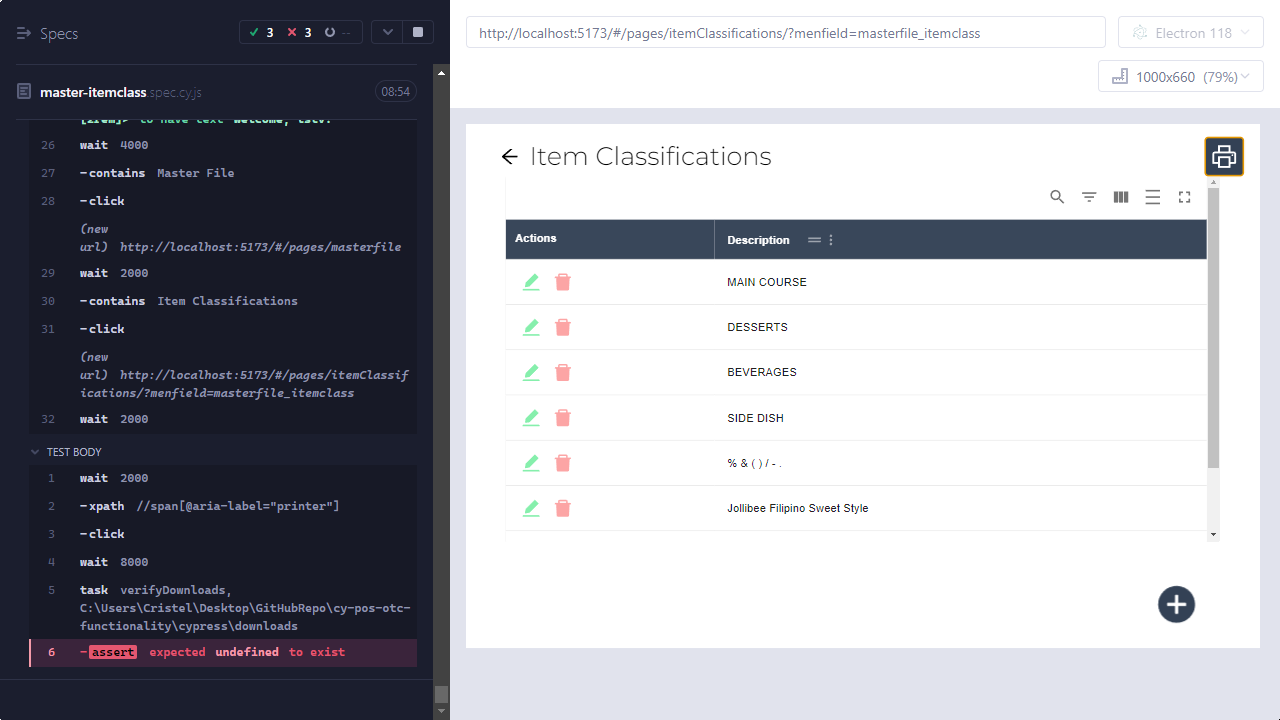 Specs
3
3
--
master-itemclass.spec.cy.js
08:54
[2rem]> to have text Welcome, lstv!
26 wait 4000
27 -contains Master File
28 -click
(new
url) http://localhost:5173/#/pages/masterfile
29 wait 2000
30 -contains Item Classifications
31 -click
(new
url) http://localhost:5173/#/pages/itemClassif
ications/?menfield=masterfile_itemclass
32 wait 2000
TEST BODY
1 wait 2000
2 -xpath //span[@aria-label="printer"]
3 -click
4 wait 8000
5 task verifyDownloads,
C:\Users\Cristel\Desktop\GitHubRepo\cy-pos-otc-
functionality\cypress\downloads
6 -assert expected undefined to exist
http://localhost:5173/#/pages/itemClassifications/?menfield=masterfile_itemclass
Electron 118
1000x660 (79%)
Item Classifications
Actions
Description
MAIN COURSE
DESSERTS
BEVERAGES
SIDE DISH
% & ( ) / - .
Jollibee Filipino Sweet Style